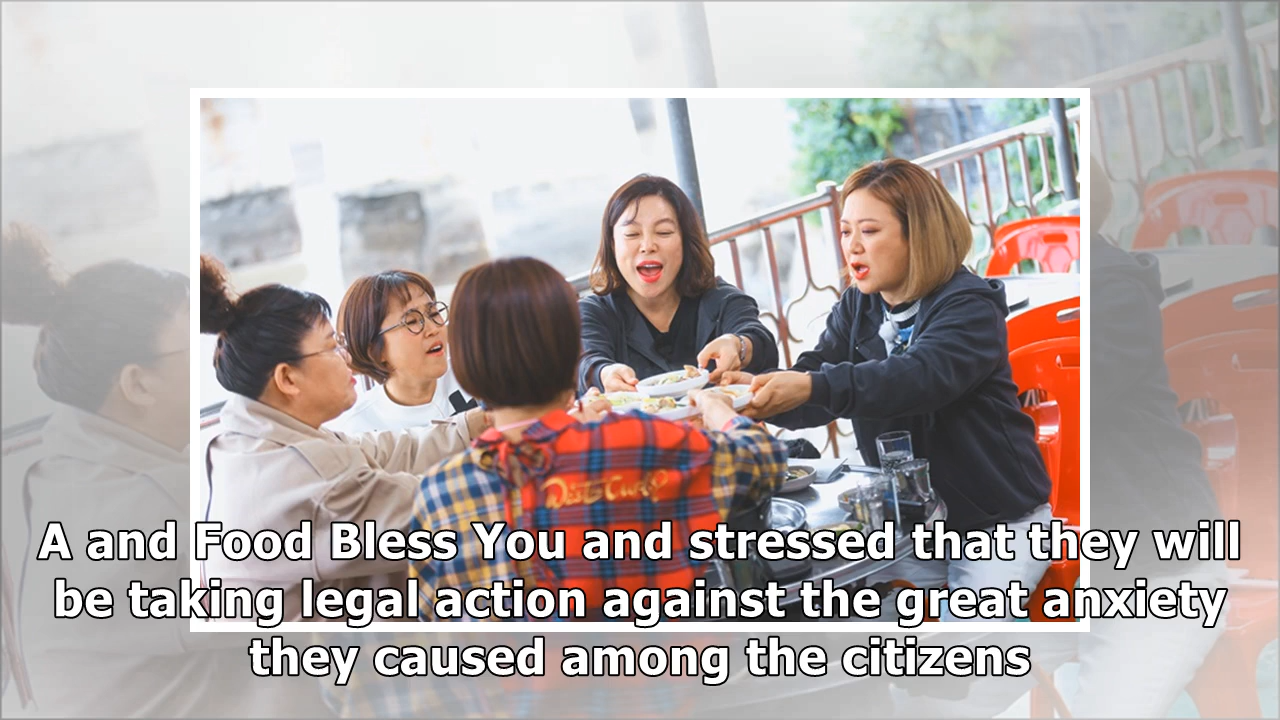 A and Food Bless You and stressed that they will
be taking legal action against the great anxiety
they caused among the citizens